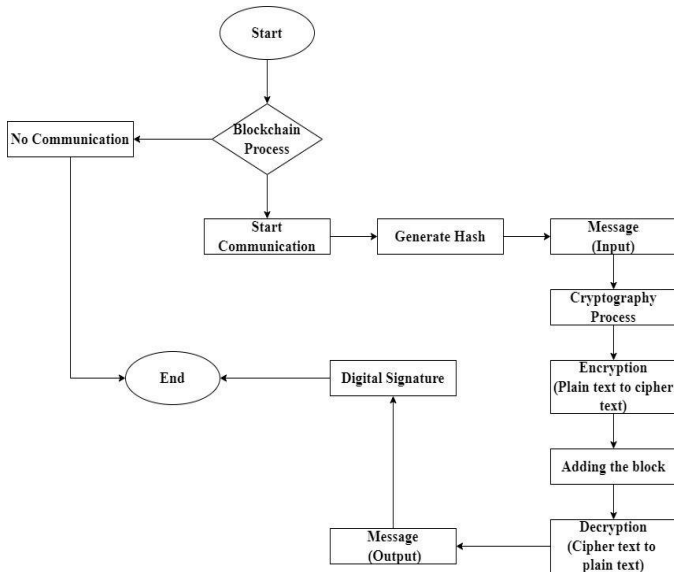 Start
Blockchain
Process
No Communication
Start
Communication
Generate Hash
Message
(Input)
Cryptography
Process
Encryption
(Plain text to cipher
text)
Adding the block
Decryption
(Cipher text to
plain text)
Message
(Output)
Digital Signature
End